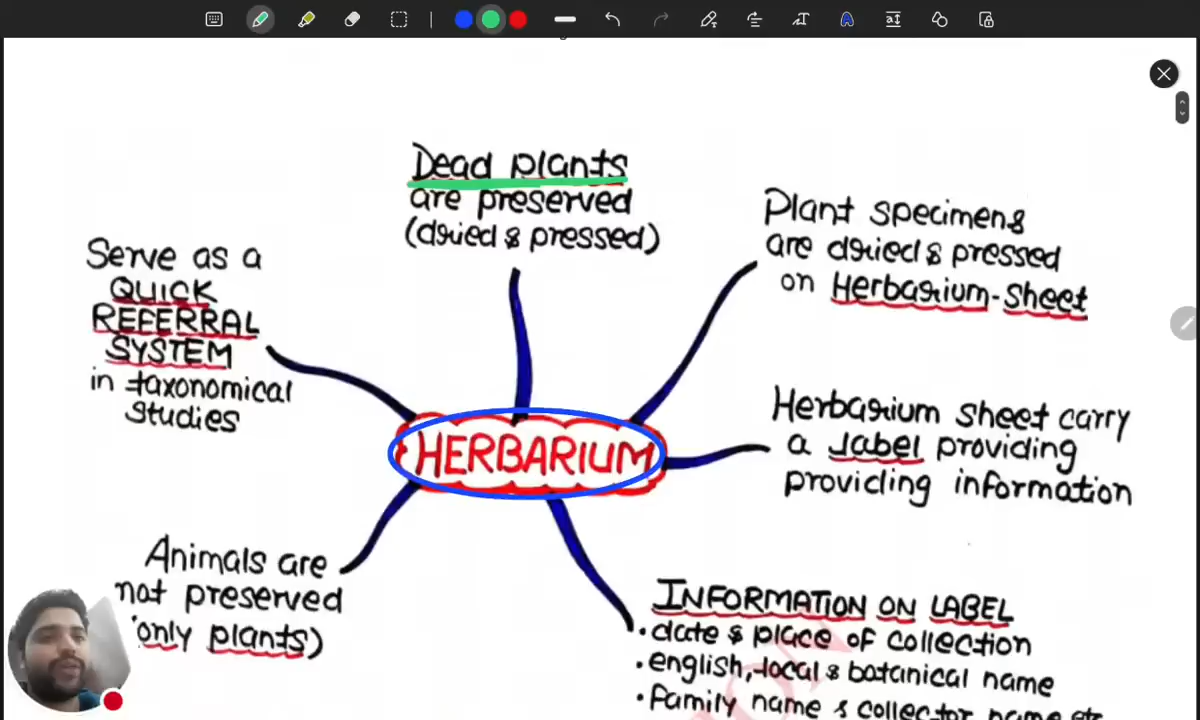 Dead plants
are preserved
(dried & pressed)
Plant specimens
are dried & pressed
on Herbarium-sheet
Serve as a
QUICK
REFERRAL
SYSTEM
in taxonomical
studies
Herbarium sheet carry
a label providing
providing information
HERBARIUM
Animals are
not preserved
only plants)
INFORMATION ON LABEL
• date & place of collection
• english, local & botanical name
• family name & collector name etc